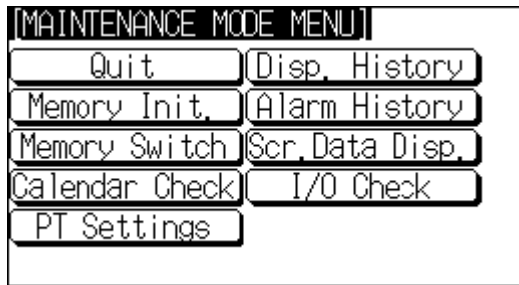 [MAINTENANCE MODE MENU]
Quit Disp. History
Memory Init. Alarm History
Memory Switch Scr.Data Disp.
Calendar Check I/O Check
PT Settings